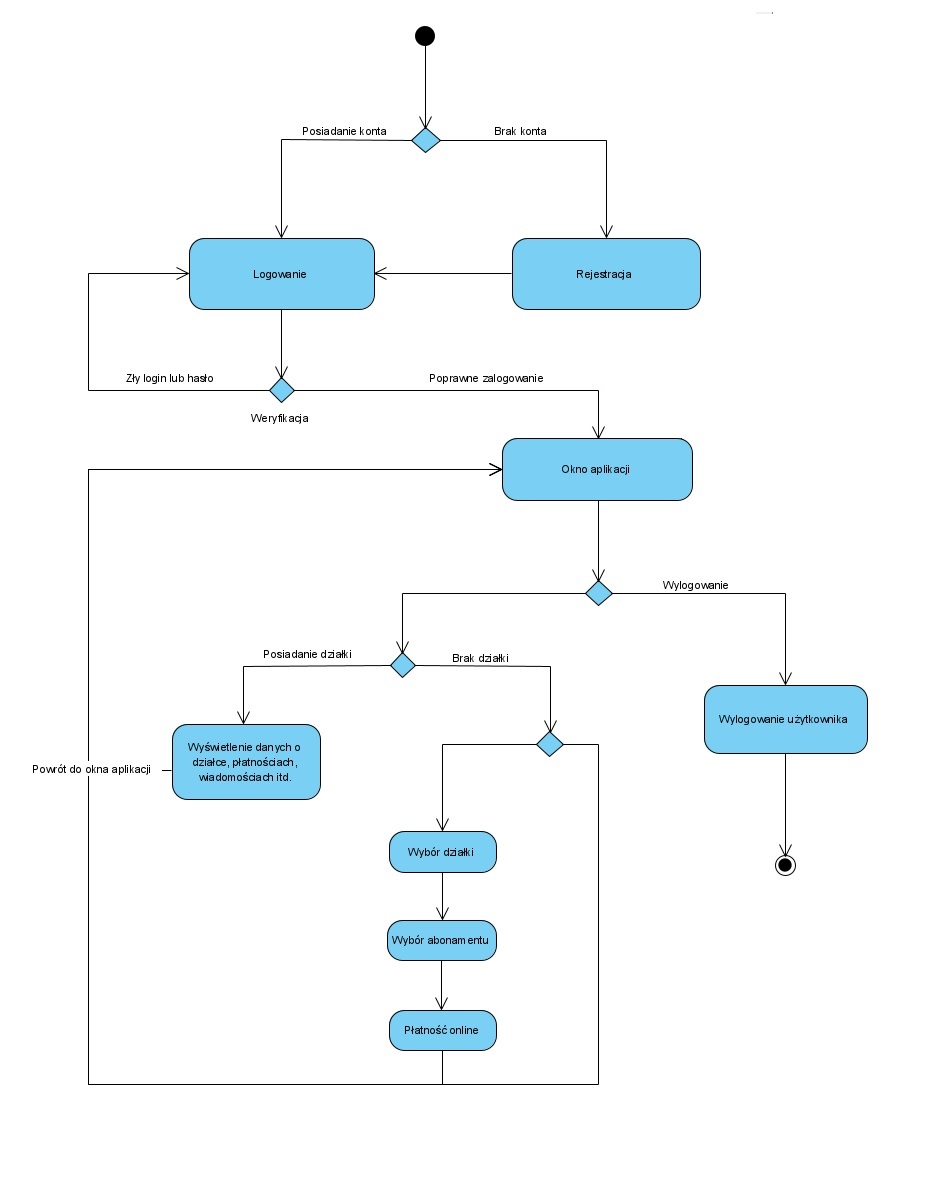 Posiadanie konta
Brak konta
Logowanie
Rejestracja
Zły login lub hasło
Poprawne zalogowanie
Weryfikacja
Okno aplikacji
Wylogowanie
Posiadanie działki
Brak działki
Wylogowanie użytkownika
Wyświetlenie danych o
działce, płatnościach,
wiadomościach itd.
Powrót do okna aplikacji
Wybór działki
Wybór abonamentu
Płatność online